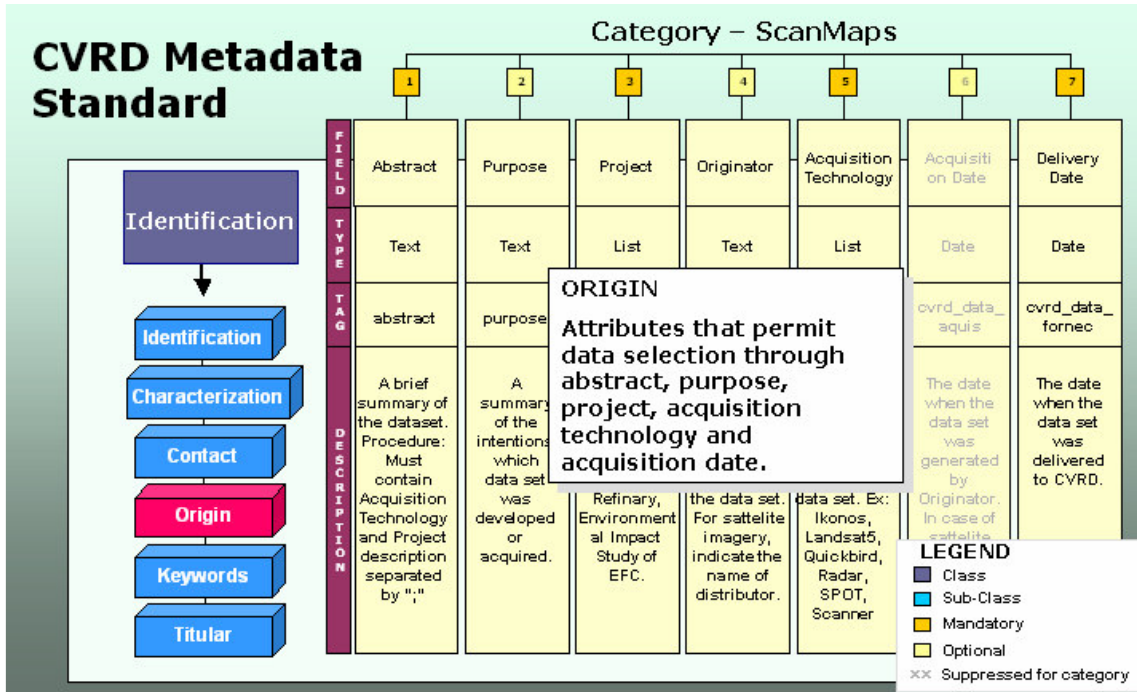 CVRD Metadata
Standard
Category – ScanMaps
1
2
3
4
5
6
7
Identification
Identification
Characterization
Contact
Origin
Keywords
Titular
FIELD
Abstract
Purpose
Project
Originator
Acquisition
Technology
Acquisiti
on Date
Delivery
Date
TYPE
Text
Text
List
Text
List
Date
Date
TAG
abstract
purpose
cvrd_data_
aquis
cvrd_data_
fornec
DESCRIPTION
A brief
summary of
the dataset.
Procedure:
Must
contain
Acquisition
Technology
and Project
description
separated
by ";"
A
summary
of the
intentions
which
data set
was
developed
or
acquired.
Refinary,
Environment
al Impact
Study of
EFC.
the data set.
For sattelite
imagery,
indicate the
name of
distributor.
data set. Ex:
Ikonos,
Landsat5,
Quickbird,
Radar,
SPOT,
Scanner
The date
when the
data set
was
generated
by
Originator.
In case of
sattelite
The date
when the
data set
was
delivered
to CVRD.
ORIGIN
Attributes that permit
data selection through
abstract, purpose,
project, acquisition
technology and
acquisition date.
LEGEND
Class
Sub-Class
Mandatory
Optional
xx Suppressed for category